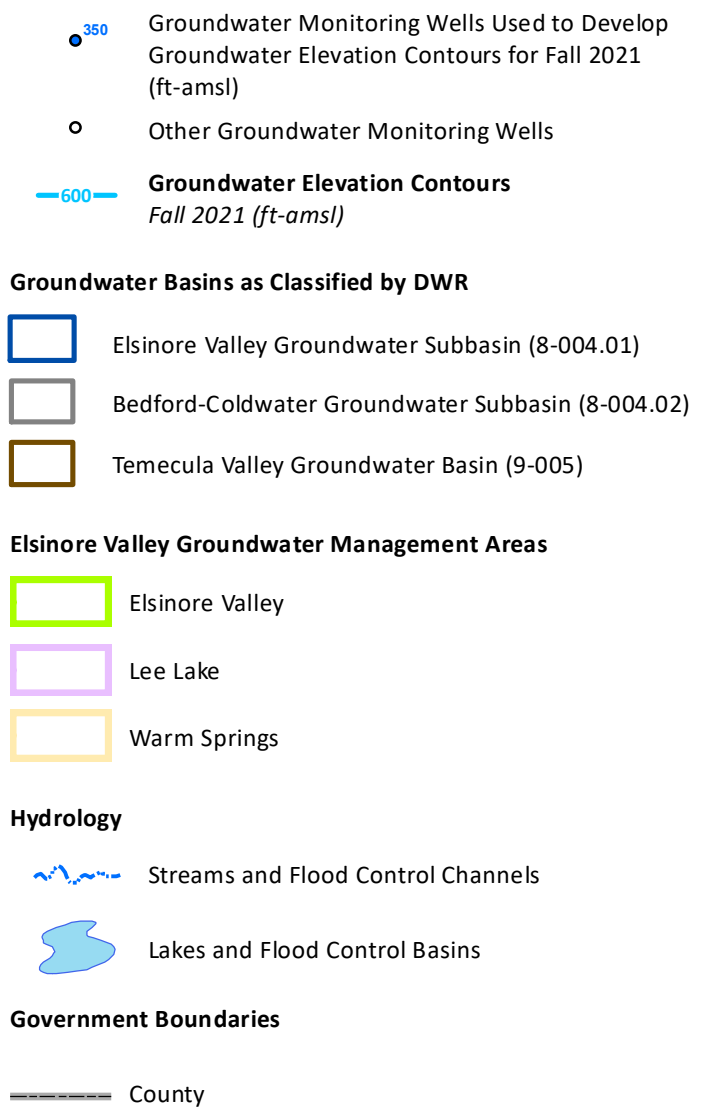 350
Groundwater Monitoring Wells Used to Develop
Groundwater Elevation Contours for Fall 2021
(ft-amsl)
Other Groundwater Monitoring Wells
600
Groundwater Elevation Contours
Fall 2021 (ft-amsl)
Groundwater Basins as Classified by DWR
Elsinore Valley Groundwater Subbasin (8-004.01)
Bedford-Coldwater Groundwater Subbasin (8-004.02)
Temecula Valley Groundwater Basin (9-005)
Elsinore Valley Groundwater Management Areas
Elsinore Valley
Lee Lake
Warm Springs
Hydrology
Streams and Flood Control Channels
Lakes and Flood Control Basins
Government Boundaries
County